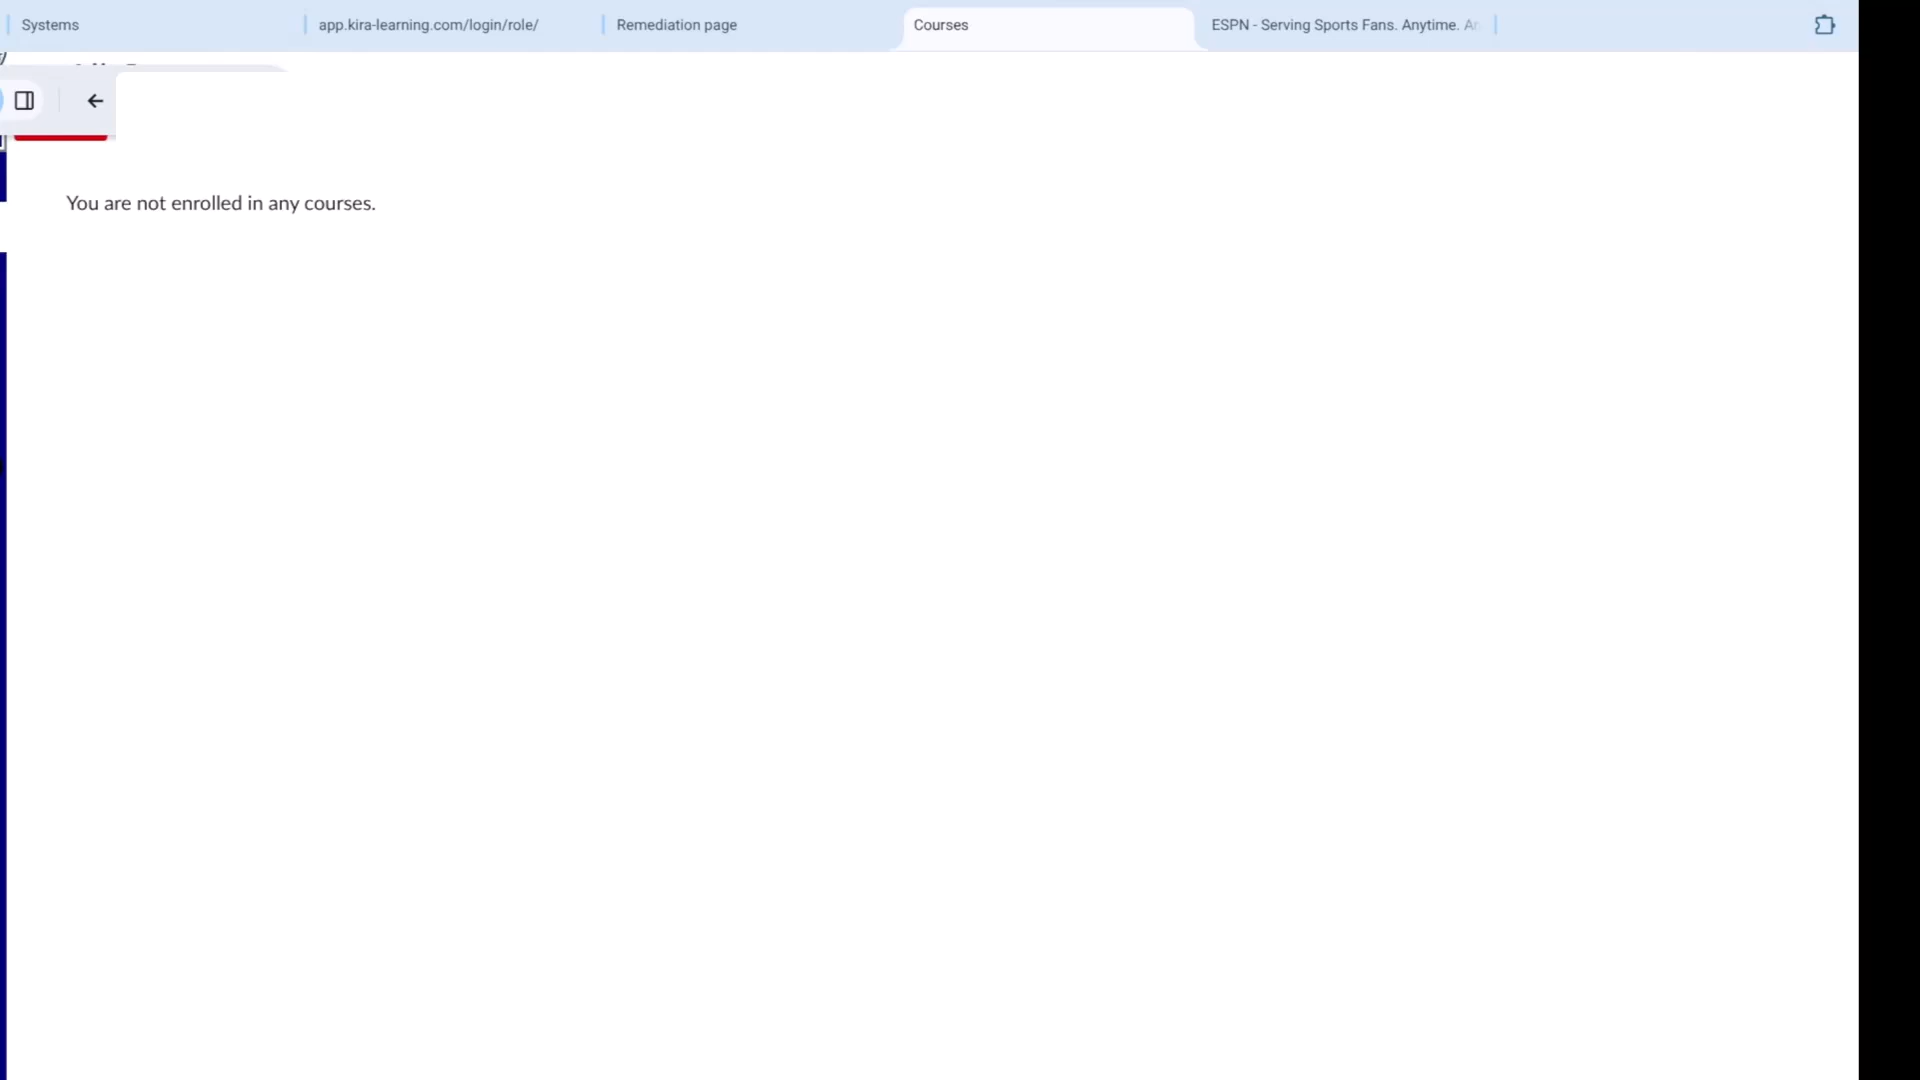 Systems
app.kira-learning.com/login/role/
Remediation page
Courses
ESPN - Serving Sports Fans. Anytime.
You are not enrolled in any courses.